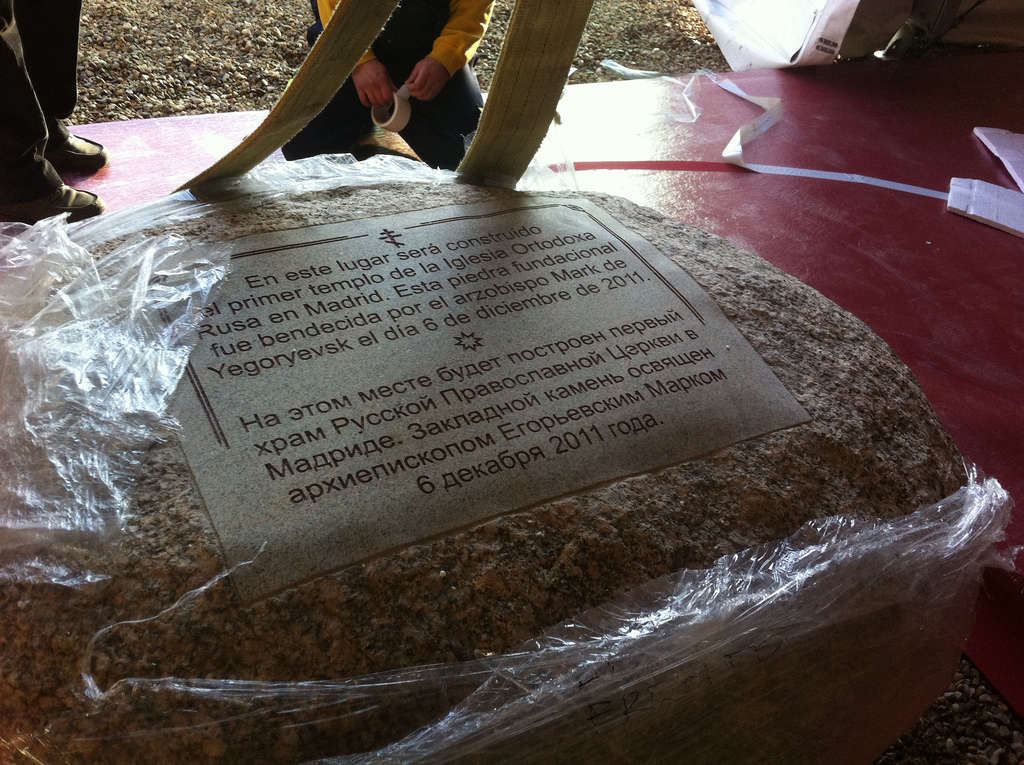 En este lugar será construido
el primer templo de la Iglesia Ortodoxa
Rusa en Madrid. Esta piedra fundacional
fue bendecida por el arzobispo Mark de
Yegoryevsk el día 6 de diciembre de 2011.
На этом месте будет построен первый
храм Русской Православной Церкви в
Мадриде. Закладной камень освящен
архиепископом Егорьевским Марком
6 декабря 2011 года.